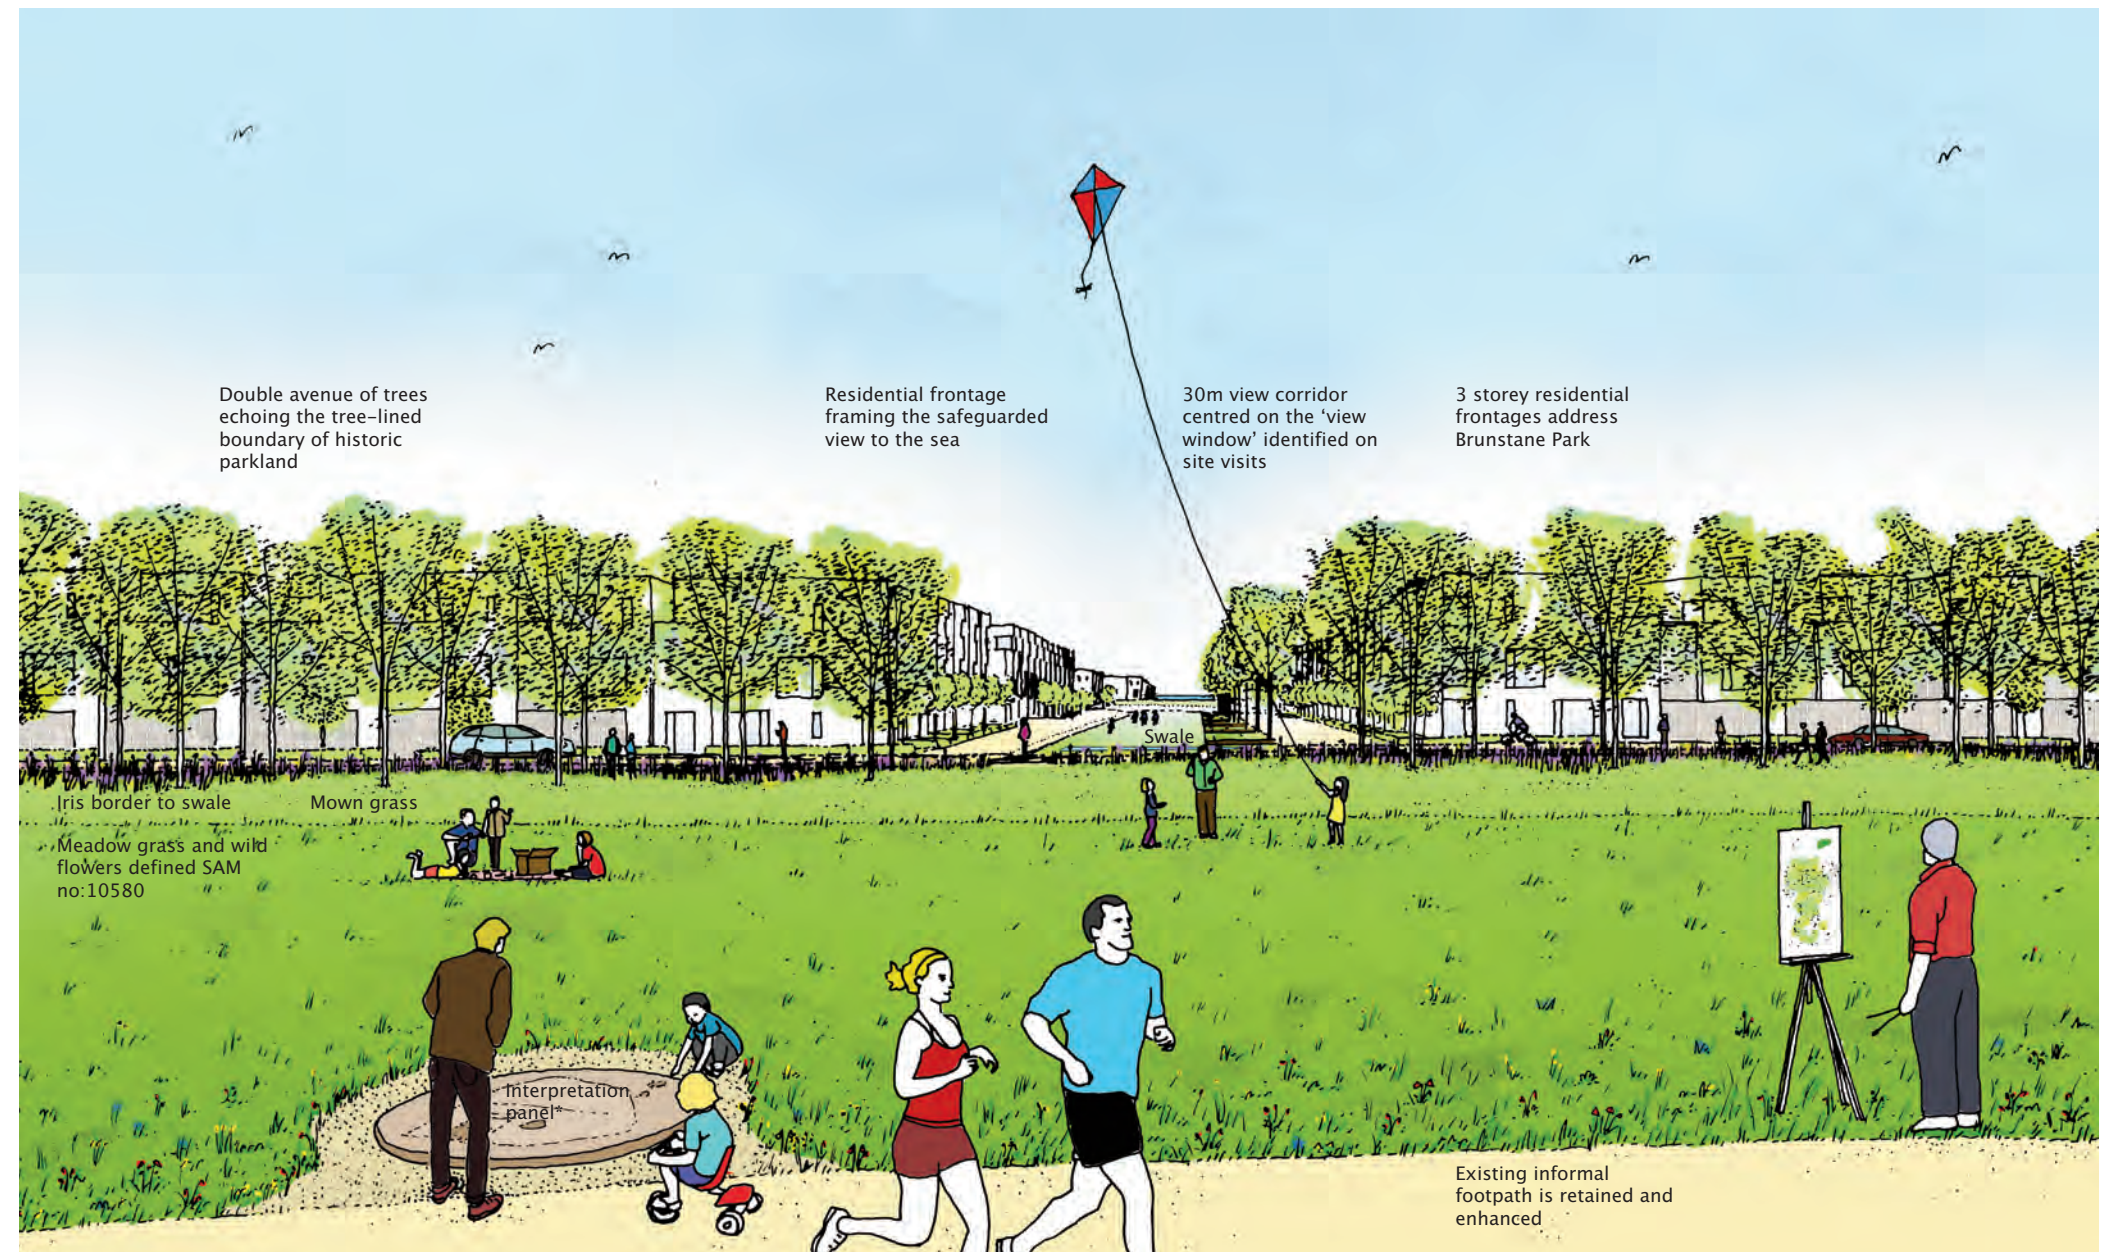 Double avenue of trees
echoing the tree-lined
boundary of historic
parkland
Residential frontage
framing the safeguarded
view to the sea
30m view corridor
centred on the ‘view
window’ identified on
site visits
3 storey residential
frontages address
Brunstane Park
Swale
Iris border to swale
Mown grass
Meadow grass and wild
flowers defined SAM
no:10580
Interpretation
panel*
Existing informal
footpath is retained and
enhanced